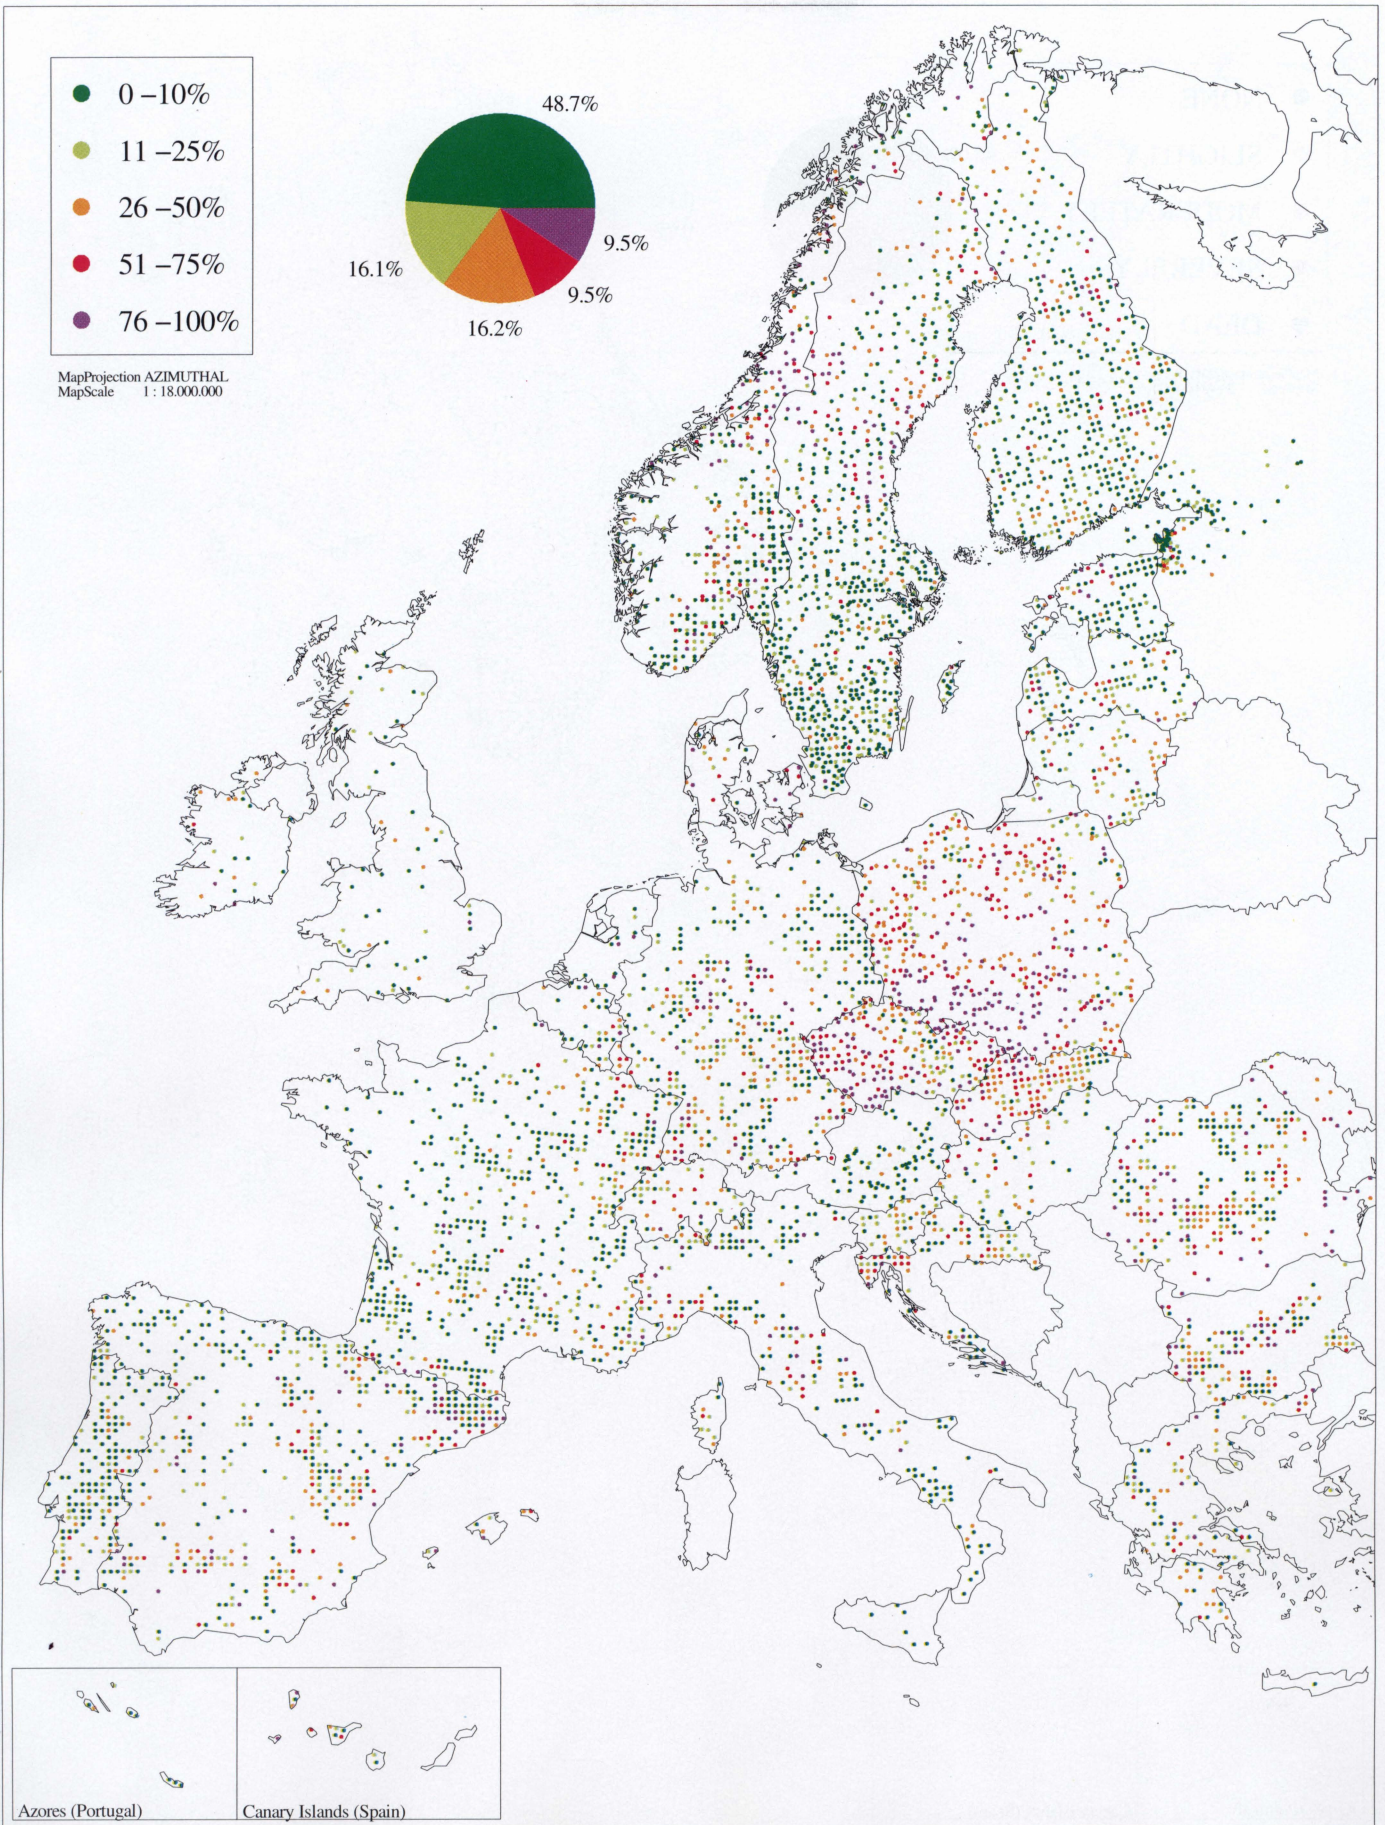 0 –10%
11 –25%
26 –50%
51 –75%
76 –100%
MapProjection AZIMUTHAL
MapScale 1 : 18.000.000
48.7%
9.5%
9.5%
16.2%
16.1%
Azores (Portugal)
Canary Islands (Spain)